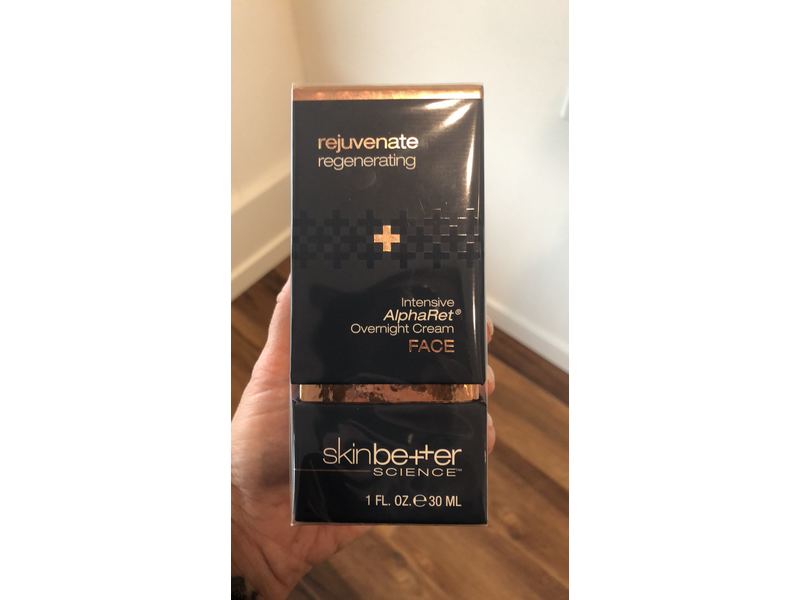 rejuvenate
regenerating
Intensive
AlphaRet®
Overnight Cream
FACE
skinbetter
SCIENCE™
1 FL. OZ. ℮ 30 ML